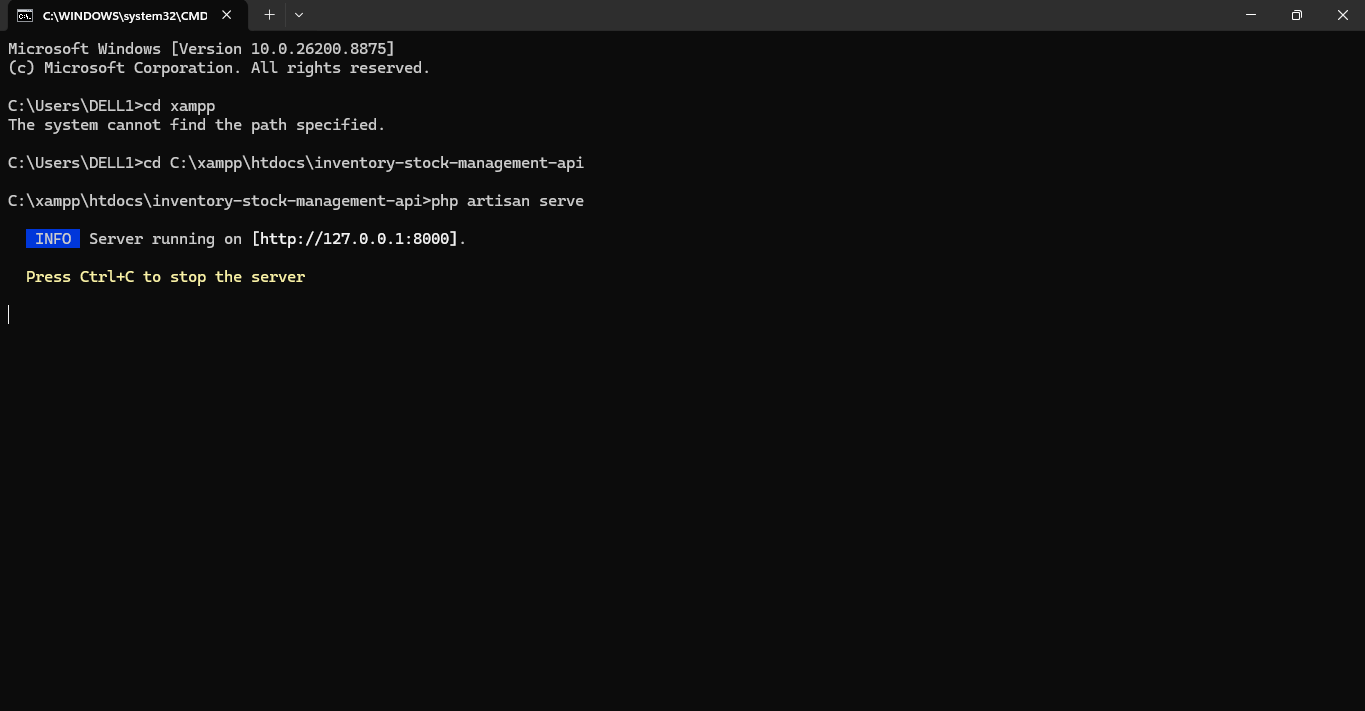 C:\WINDOWS\system32\CMD
Microsoft Windows [Version 10.0.26200.8875]
(c) Microsoft Corporation. All rights reserved.
C:\Users\DELL1>cd xampp
The system cannot find the path specified.
C:\Users\DELL1>cd C:\xampp\htdocs\inventory-stock-management-api
C:\xampp\htdocs\inventory-stock-management-api>php artisan serve
INFO Server running on [http://127.0.0.1:8000].
Press Ctrl+C to stop the server